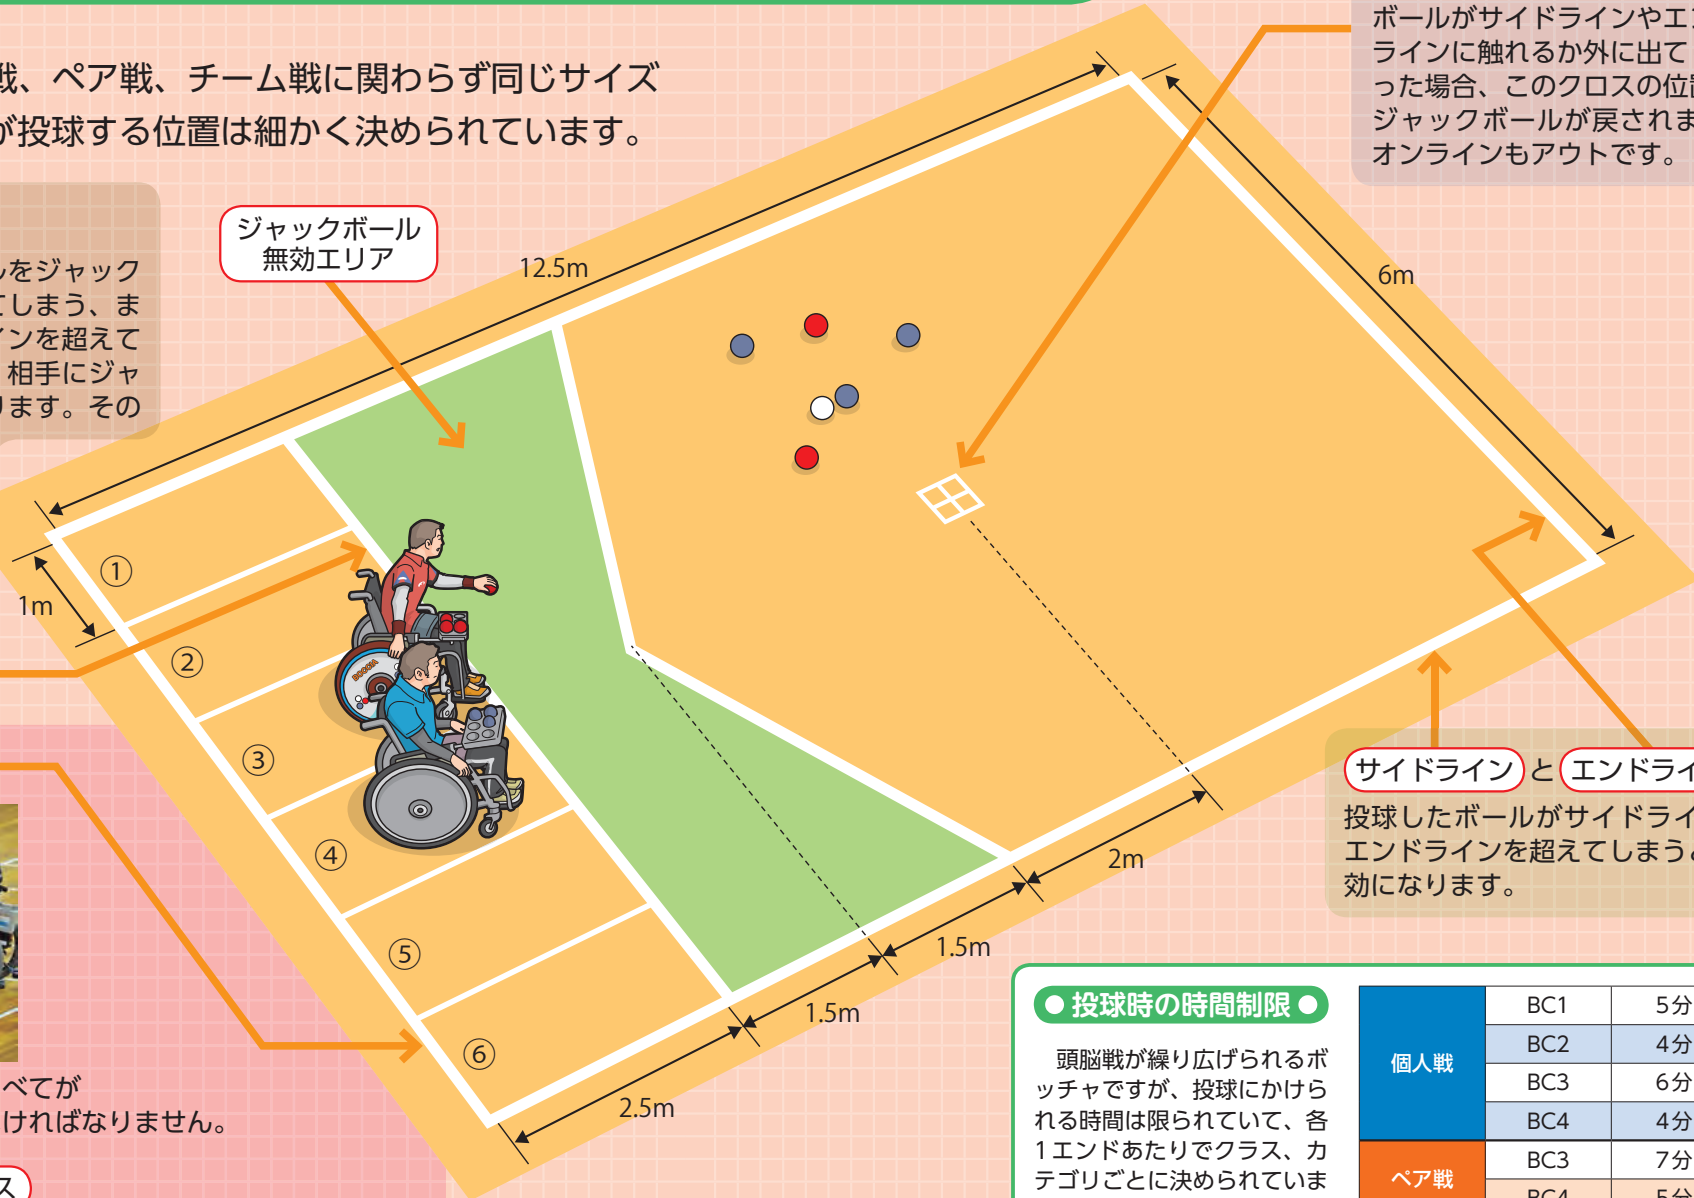 戦、ペア戦、チーム戦に関わらず同じサイズ
が投球する位置は細かく決められています。
ボールがサイドラインやエン
ラインに触れるか外に出て
った場合、このクロスの位置
ジャックボールが戻されま
オンラインもアウトです。
ルをジャック
てしまう、ま
インを超えて
相手にジャ
ります。その
ジャックボール
無効エリア
12.5m
6m
1m
①
②
③
④
⑤
⑥
BOCCIA
2m
1.5m
1.5m
2.5m
サイドライン と エンドライ
投球したボールがサイドライ
エンドラインを超えてしまうと
効になります。
べてが
ければなりません。
ス
●投球時の時間制限●
頭脳戦が繰り広げられるボ
ッチャですが、投球にかけら
れる時間は限られていて、各
1エンドあたりでクラス、カ
テゴリごとに決められていま
個人戦
BC1 5分
BC2 4分
BC3 6分
BC4 4分
ペア戦
BC3 7分
BC4 5分